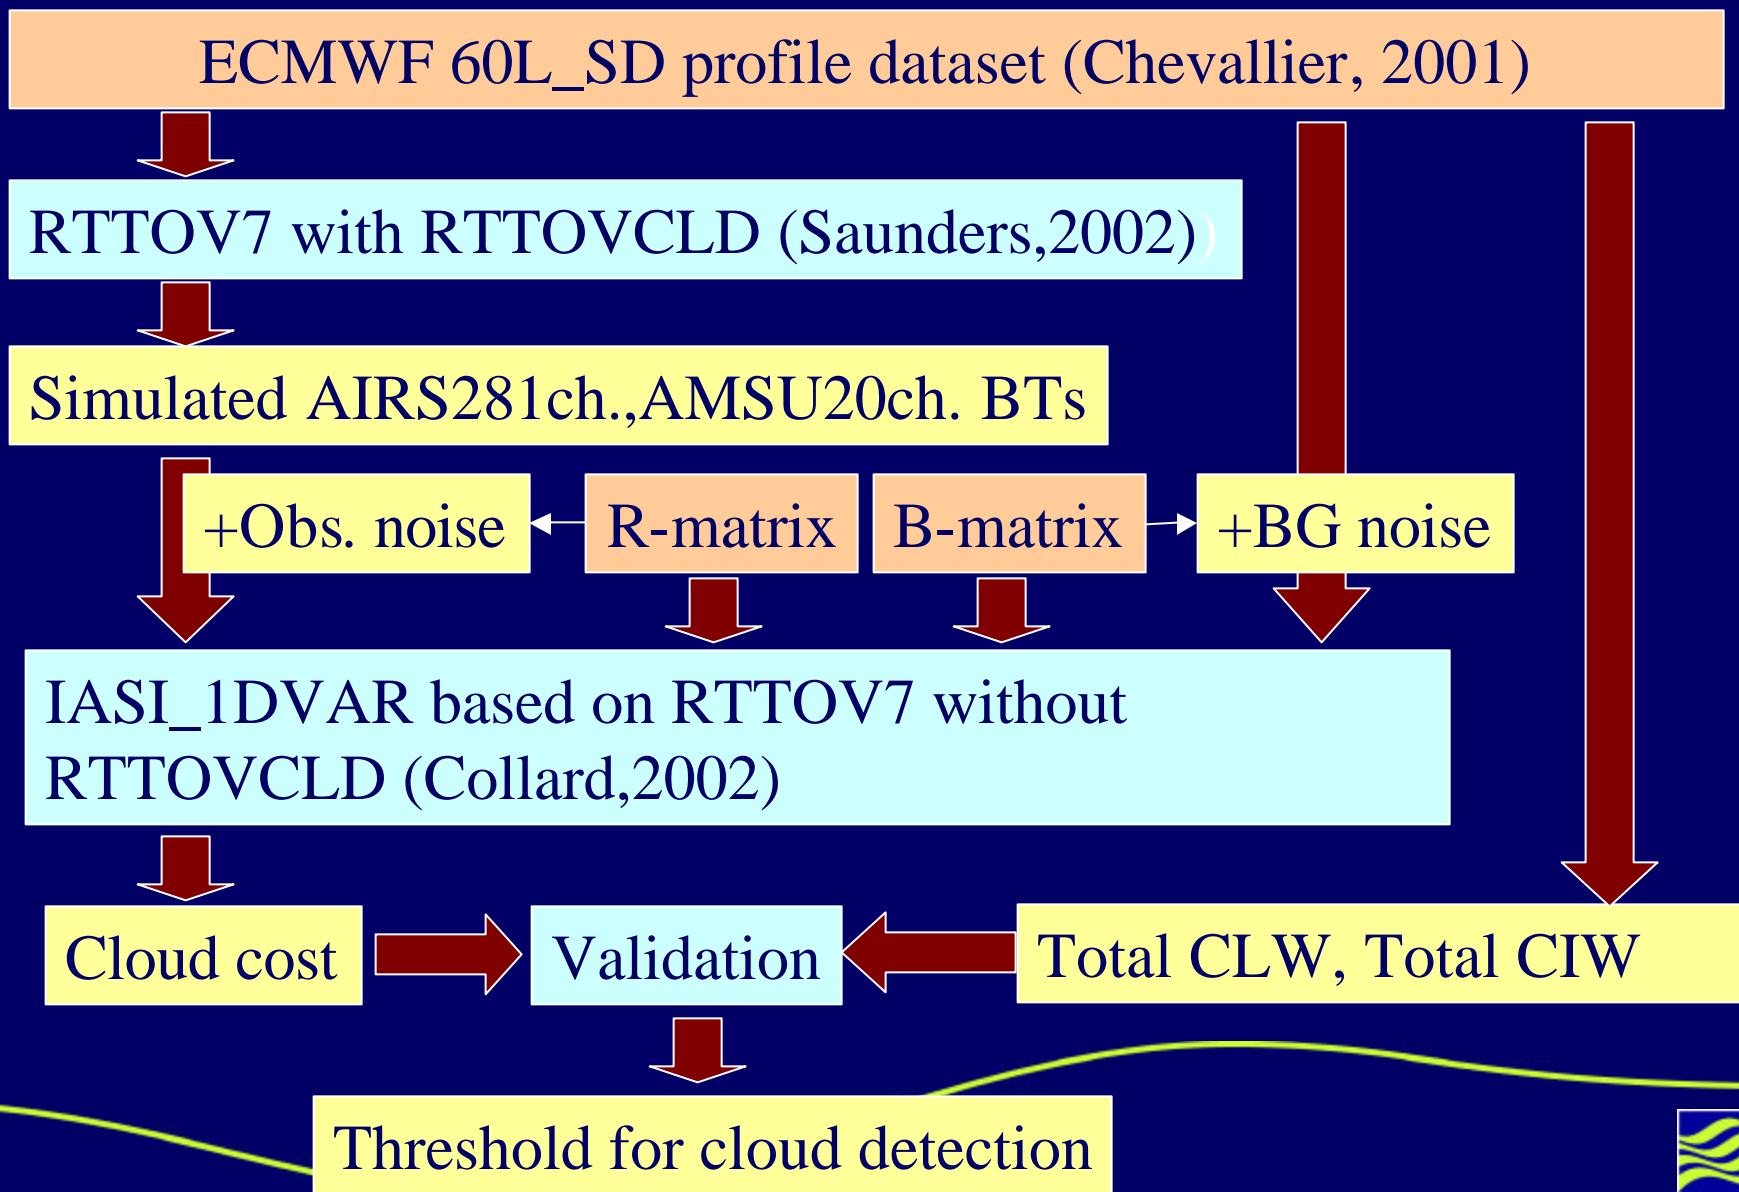 ECMWF 60L_SD profile dataset (Chevallier, 2001)
RTTOV7 with RTTOVCLD (Saunders,2002))
Simulated AIRS281ch.,AMSU20ch. BTs
+Obs. noise
R-matrix
B-matrix
+BG noise
IASI_1DVAR based on RTTOV7 without
RTTOVCLD (Collard,2002)
Cloud cost
Validation
Total CLW, Total CIW
Threshold for cloud detection